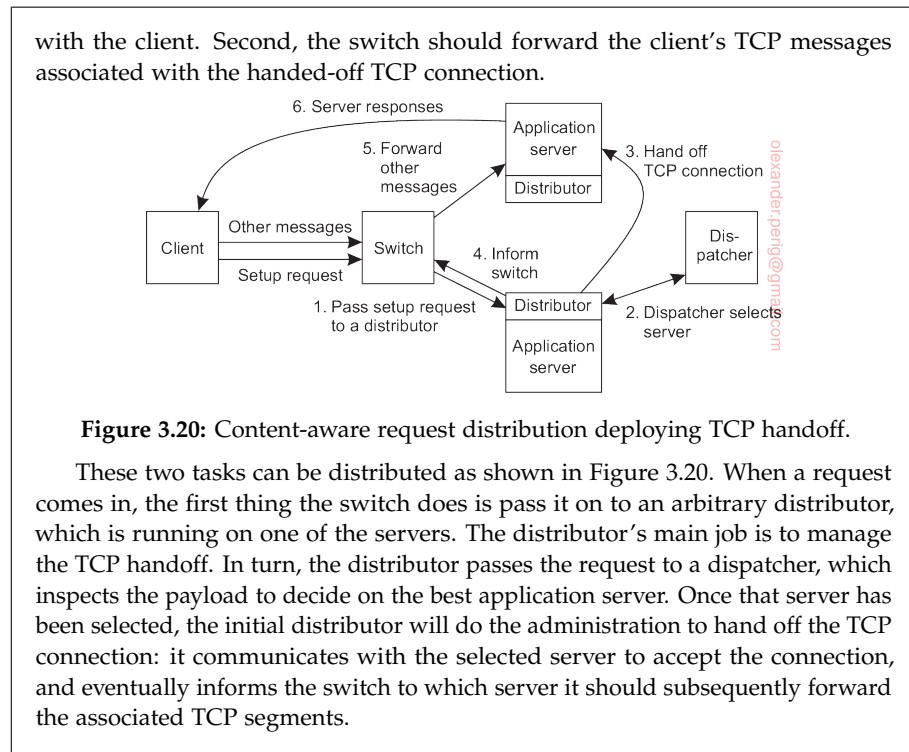 with the client. Second, the switch should forward the client's TCP messages
associated with the handed-off TCP connection.
6. Server responses
Application
server
Distributor
5. Forward
other
messages
3. Hand off
TCP connection
Client
Other messages
Setup request
Switch
4. Inform
switch
Dis-
patcher
1. Pass setup request
to a distributor
Distributor
Application
server
2. Dispatcher selects
server
olexander.perig@gmail.com
Figure 3.20: Content-aware request distribution deploying TCP handoff.
These two tasks can be distributed as shown in Figure 3.20. When a request
comes in, the first thing the switch does is pass it on to an arbitrary distributor,
which is running on one of the servers. The distributor's main job is to manage
the TCP handoff. In turn, the distributor passes the request to a dispatcher, which
inspects the payload to decide on the best application server. Once that server has
been selected, the initial distributor will do the administration to hand off the TCP
connection: it communicates with the selected server to accept the connection,
and eventually informs the switch to which server it should subsequently forward
the associated TCP segments.